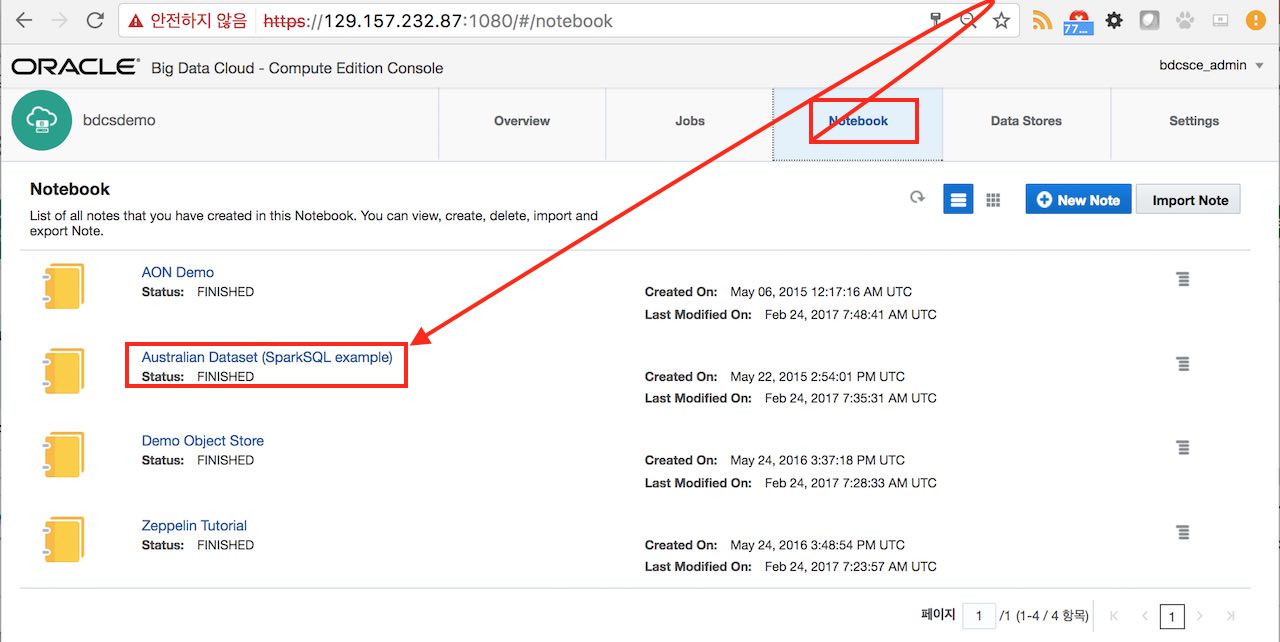 안전하지 않음 https://129.157.232.87:1080/#/notebook
77...
ORACLE Big Data Cloud - Compute Edition Console
bdcsce_admin
bdcsdemo
Overview
Jobs
Notebook
Data Stores
Settings
Notebook
List of all notes that you have created in this Notebook. You can view, create, delete, import and
export Note.
New Note
Import Note
AON Demo
Status: FINISHED
Created On: May 06, 2015 12:17:16 AM UTC
Last Modified On: Feb 24, 2017 7:48:41 AM UTC
Australian Dataset (SparkSQL example)
Status: FINISHED
Created On: May 22, 2015 2:54:01 PM UTC
Last Modified On: Feb 24, 2017 7:35:31 AM UTC
Demo Object Store
Status: FINISHED
Created On: May 24, 2016 3:37:18 PM UTC
Last Modified On: Feb 24, 2017 7:28:33 AM UTC
Zeppelin Tutorial
Status: FINISHED
Created On: May 24, 2016 3:48:54 PM UTC
Last Modified On: Feb 24, 2017 7:23:57 AM UTC
페이지 1 /1 (1-4 / 4 항목) 1